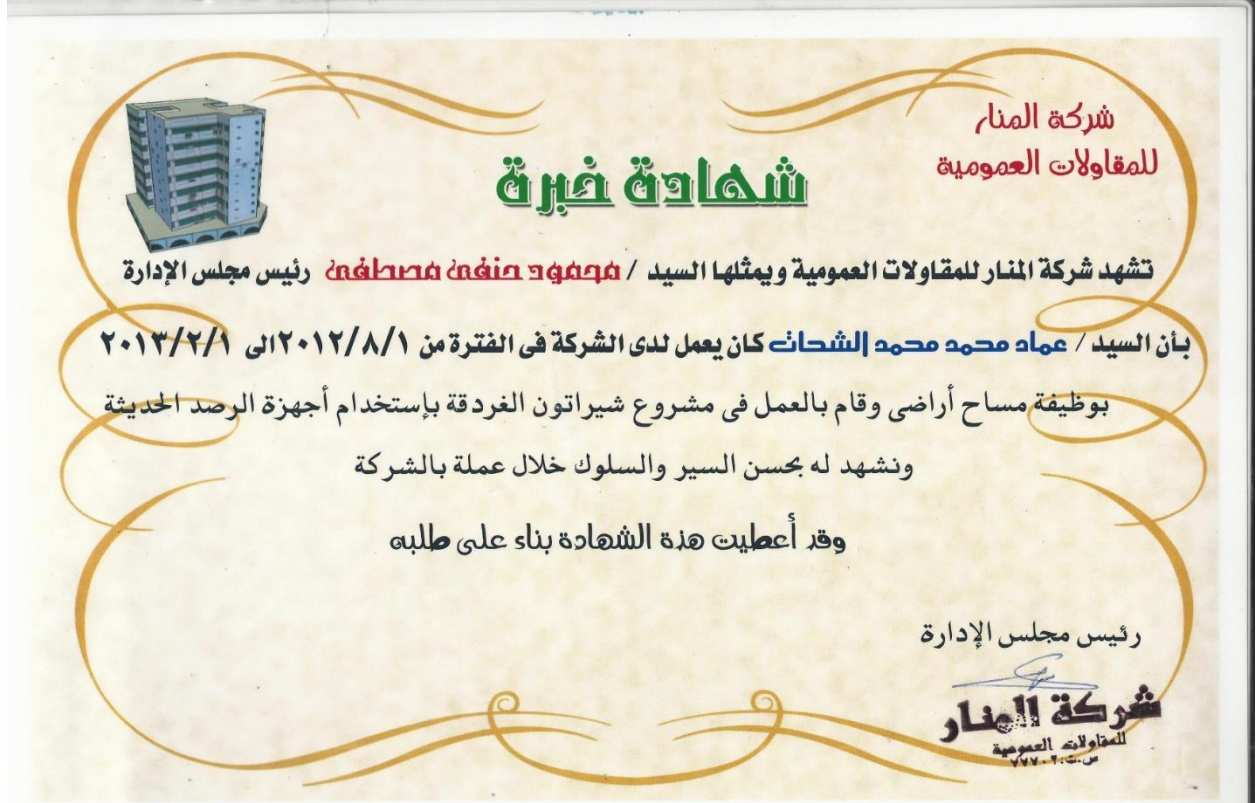 شركة المنار
للمقاولات العمومية
شهادة خبرة
تشهد شركة المنار للمقاولات العمومية ويمثلها السيد / محمود حنفى مصطفى رئيس مجلس الإدارة
بأن السيد / عماد محمد محمد الشحات كان يعمل لدى الشركة فى الفترة من ٢٠١٢/٨/١ الى ٢٠١٣/٢/١
بوظيفة مساح أراضى وقام بالعمل فى مشروع شيراتون الغردقة بإستخدام أجهزة الرصد الحديثة
ونشهد له بحسن السير والسلوك خلال عملة بالشركة
وقد أعطيت هذة الشهادة بناء على طلبه
رئيس مجلس الإدارة
شركة المنار
للمقاولات العمومية